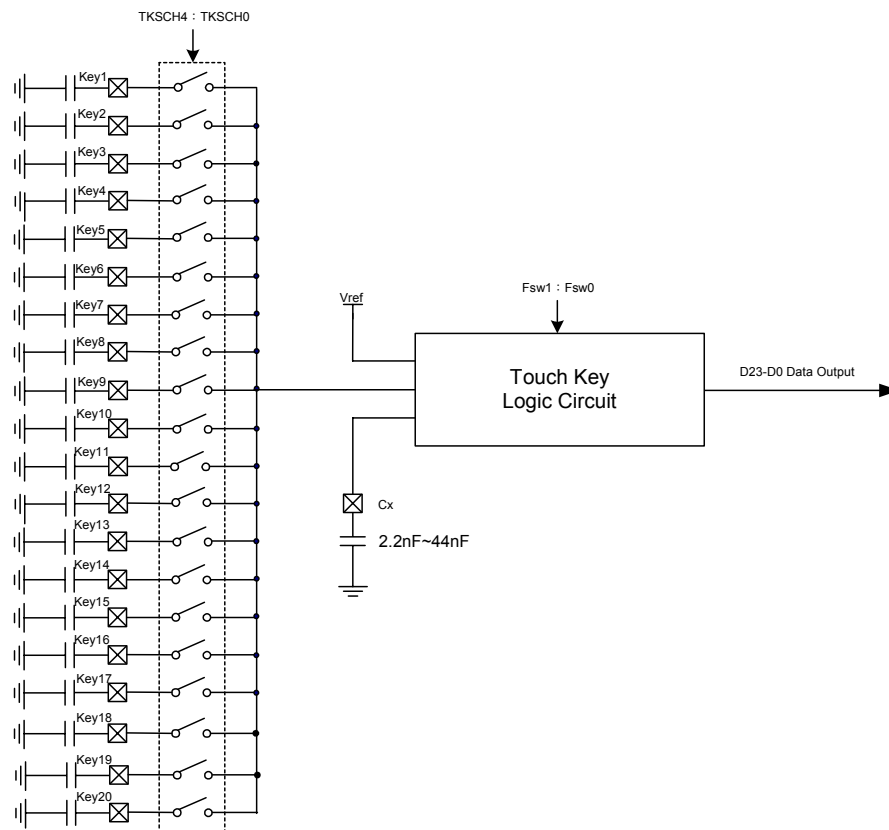 TKSCH4：TKSCH0
Key1
Key2
Key3
Key4
Key5
Key6
Key7
Key8
Key9
Key10
Key11
Key12
Key13
Key14
Key15
Key16
Key17
Key18
Key19
Key20
Vref
Fsw1：Fsw0
Touch Key
Logic Circuit
D23-D0 Data Output
Cx
2.2nF~44nF